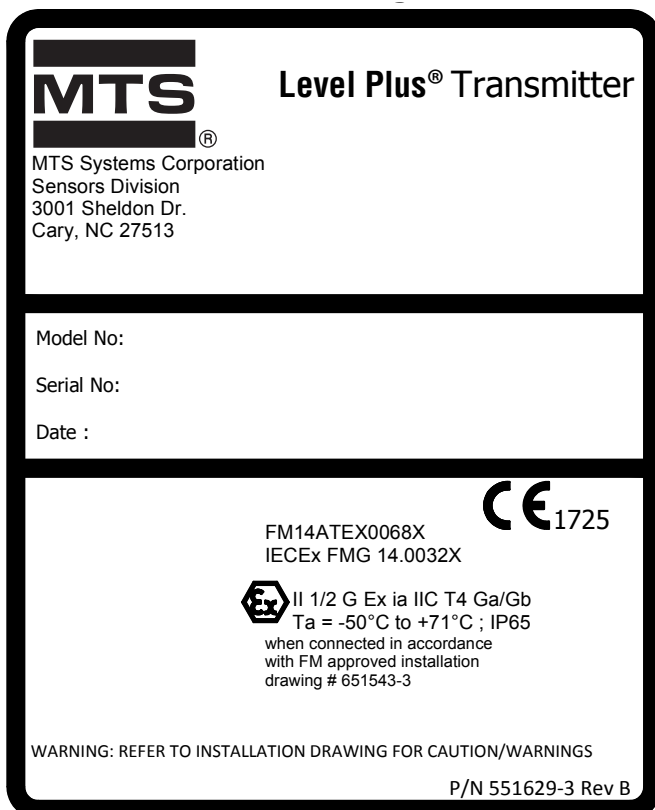 MTS
®
Level Plus® Transmitter
MTS Systems Corporation
Sensors Division
3001 Sheldon Dr.
Cary, NC 27513
Model No:
Serial No:
Date :
CE 1725
FM14ATEX0068X
IECEx FMG 14.0032X
Ex II 1/2 G Ex ia IIC T4 Ga/Gb
Ta = -50°C to +71°C ; IP65
when connected in accordance
with FM approved installation
drawing # 651543-3
WARNING: REFER TO INSTALLATION DRAWING FOR CAUTION/WARNINGS
P/N 551629-3 Rev B